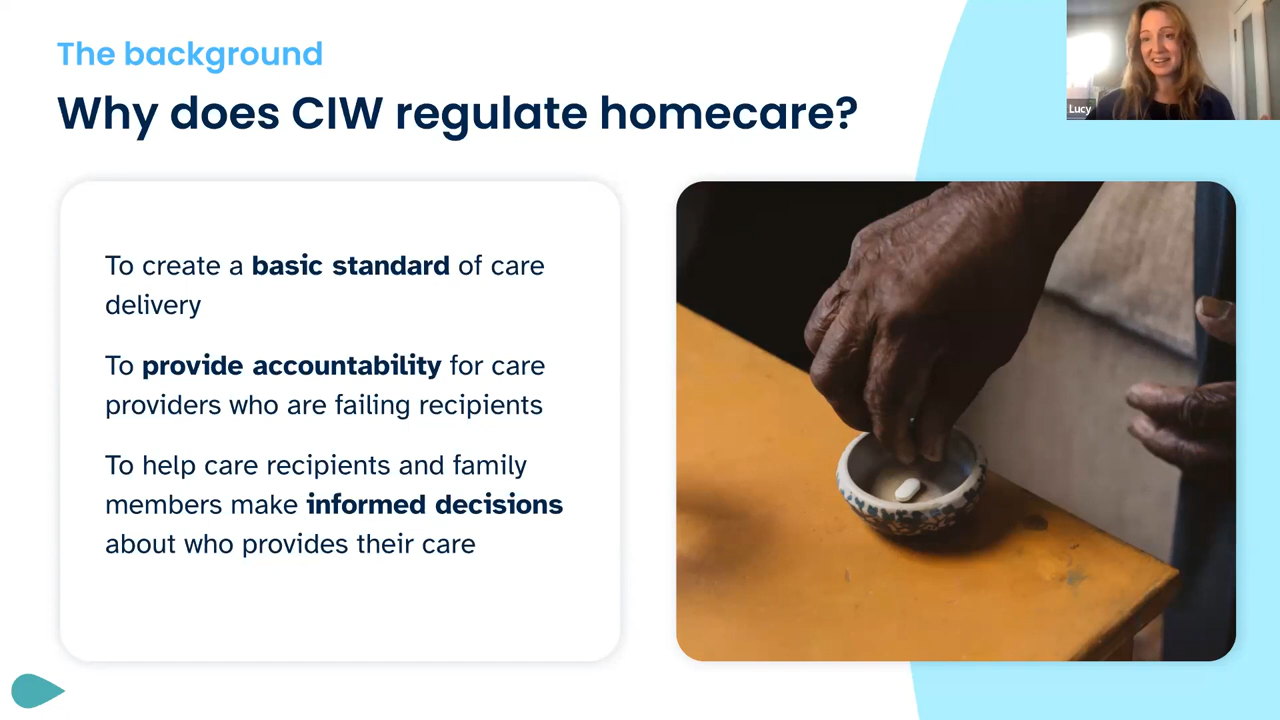 The background
Why does CIW regulate homecare?
Lucy
To create a basic standard of care
delivery
To provide accountability for care
providers who are failing recipients
To help care recipients and family
members make informed decisions
about who provides their care